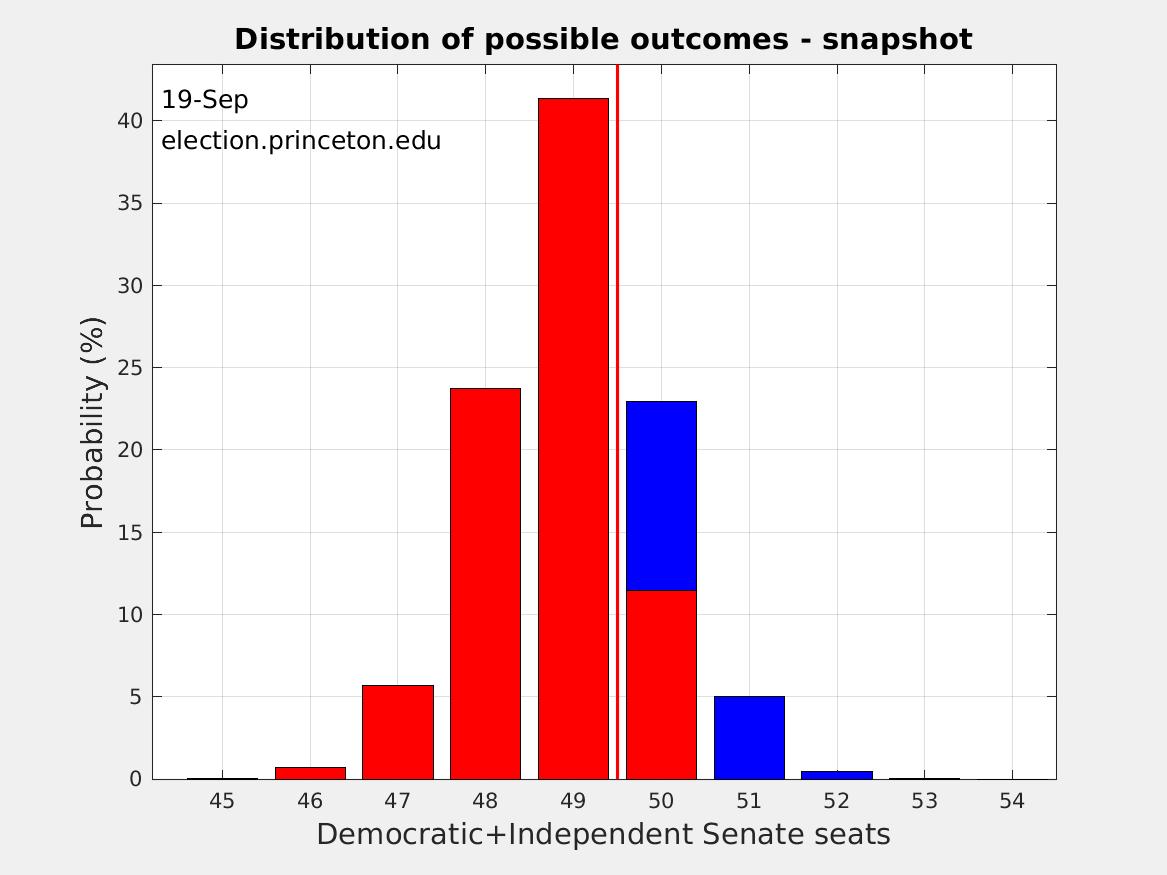 Distribution of possible outcomes - snapshot
19-Sep
election.princeton.edu
40
35
30
25
20
15
10
5
0
Probability (%)
45 46 47 48 49 50 51 52 53 54
Democratic+Independent Senate seats